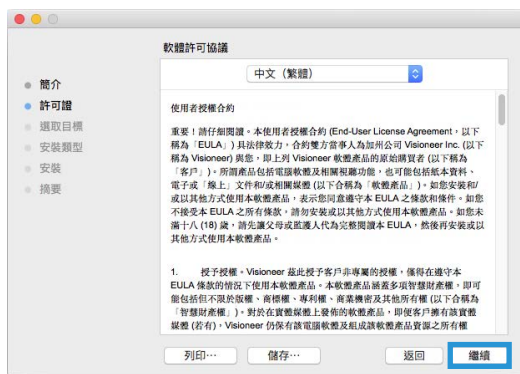 軟體許可協議
中文（繁體）
簡介
許可證
選取目標
安裝類型
安裝
摘要
使用者授權合約
重要！請仔細閱讀。本使用者授權合約 (End-User License Agreement，以下
稱為「EULA」) 具法律效力，合約雙方當事人為加州公司 Visioneer Inc. (以下
稱為 Visioneer) 與您，即上列 Visioneer 軟體產品的原始購買者 (以下稱為
「客戶」)。所謂產品包括電腦軟體及相關視聽功能，也可能包括紙本資料、
電子或「線上」文件和/或相關媒體 (以下合稱為「軟體產品」)。如您安裝和/
或以其他方式使用本軟體產品，表示您同意遵守本 EULA 之條款和條件。如您
不接受本 EULA 之所有條款，請勿安裝或以其他方式使用本軟體產品。如您未
滿十八 (18) 歲，請先讓父母或監護人代為完整閱讀本 EULA，然後再安裝或以
其他方式使用本軟體產品。
1. 授予授權。Visioneer 茲此授予客戶非專屬的授權，僅得在遵守本
EULA 條款的情況下使用本軟體產品。本軟體產品涵蓋多項智慧財產權，即可
能包括但不限於版權、商標權、專利權、商業機密及其他所有權 (以下合稱為
「智慧財產權」)。對於在實體媒體上發佈的軟體產品，即便客戶擁有該實體
媒體 (若有)，Visioneer 仍保有該電腦軟體及組成該軟體產品資源之所有權
列印⋯
儲存⋯
返回
繼續